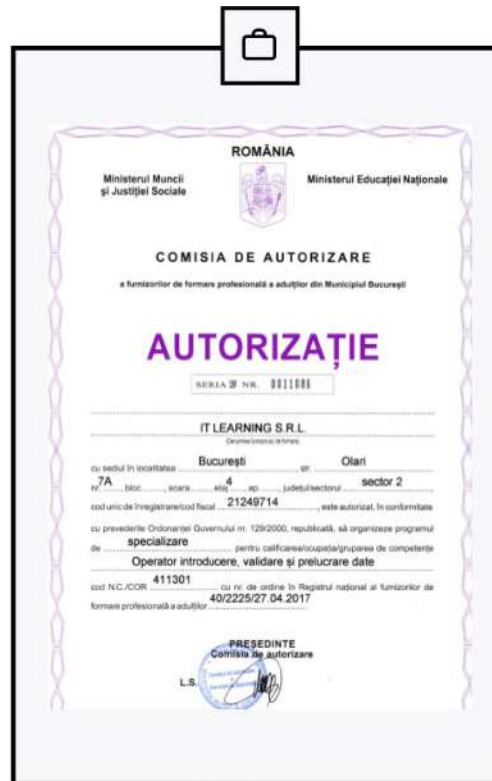 ROMÂNIA
Ministerul Muncii
și Justiției Sociale
Ministerul Educației Naționale
COMISIA DE AUTORIZARE
a furnizorilor de formare profesională a adulților din Municipiul București
AUTORIZAȚIE
SERIA B NR. 0011086
IT LEARNING S.R.L.
cu sediul în localitatea București str. Olari
nr. 7A bloc scara etaj 4 ap. județul/sectorul sector 2
cod unic de înregistrare/cod fiscal 21249714, este autorizat, în conformitate
cu prevederile Ordonanței Guvernului nr. 129/2000, republicată, să organizeze programul
de specializare pentru calificarea/ocupația/gruparea de competențe
Operator introducere, validare și prelucrare date
cod N.C./COR 411301 cu nr. de ordine în Registrul național al furnizorilor de
formare profesională a adulților 40/2225/27.04.2017
PREȘEDINTE
Comisia de autorizare
L.S.